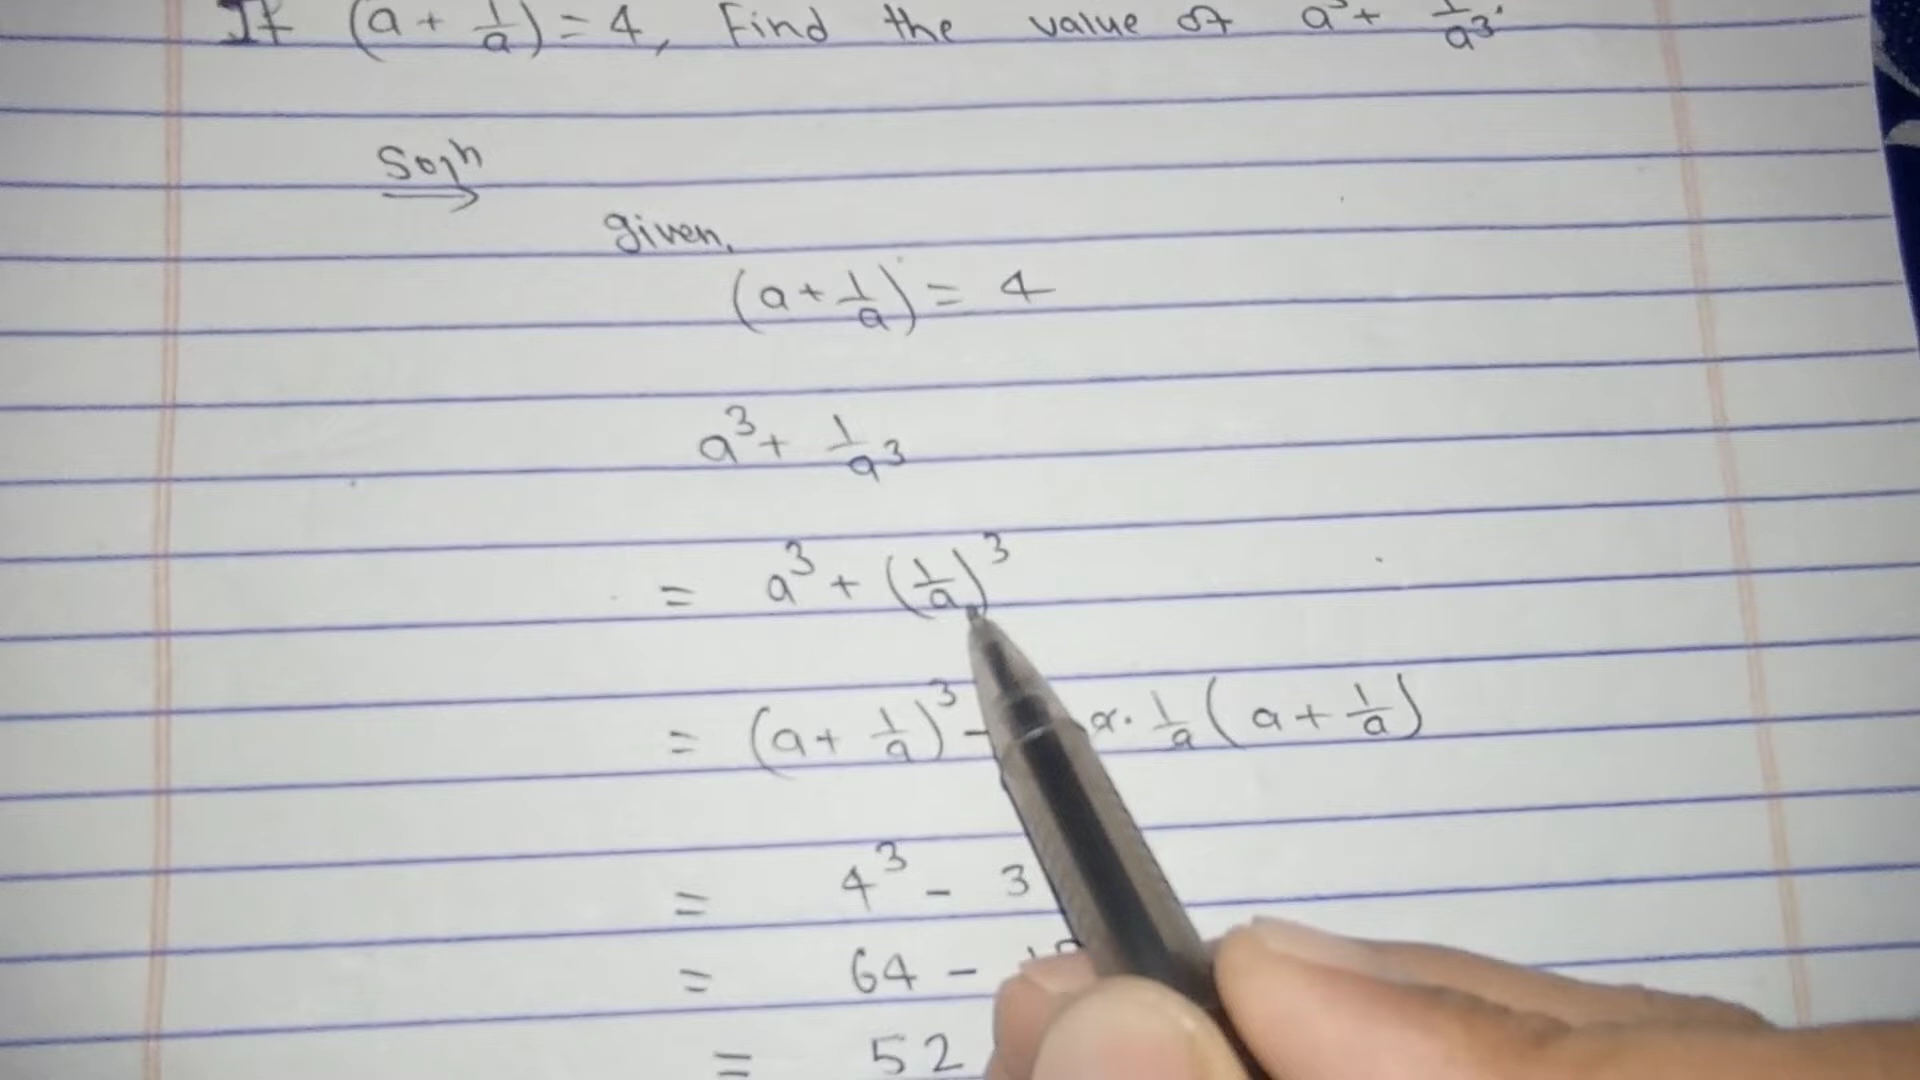 If (a + 1/a) = 4, Find the value of a³ + 1/a³.
Soln
given,
(a + 1/a) = 4
a³ + 1/a³
= a³ + (1/a)³
= (a + 1/a)³ - a · 1/a (a + 1/a)
= 4³ - 3
= 64 -
= 52